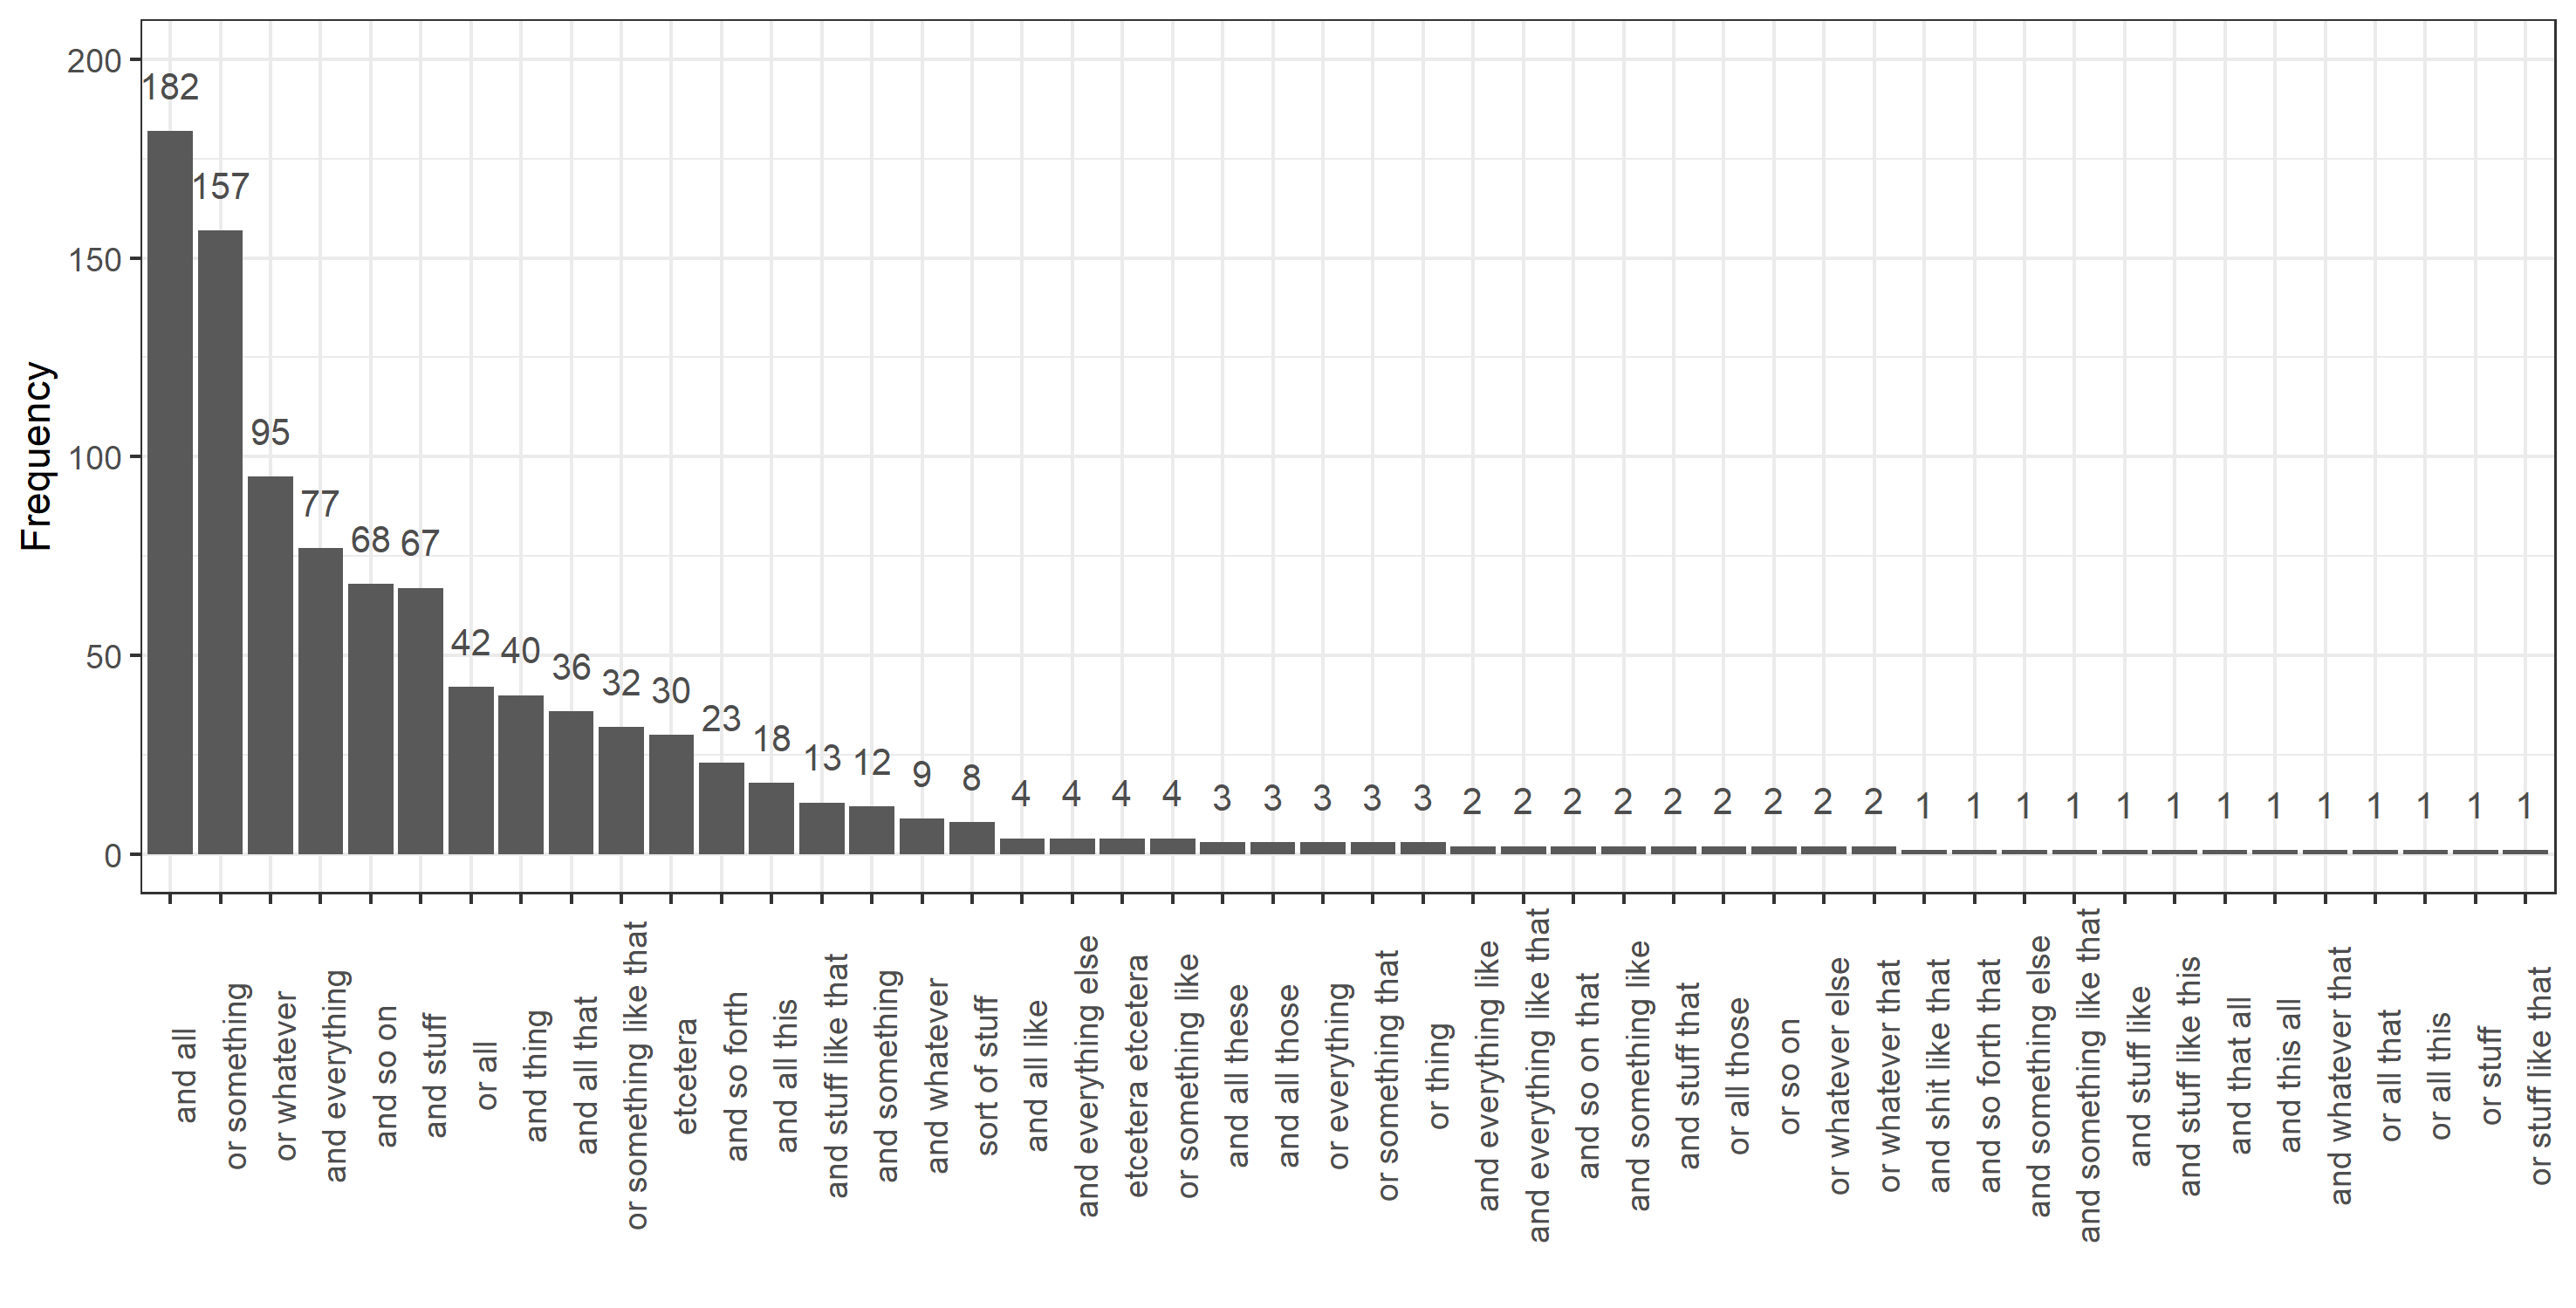 200
150
100
50
0
Frequency
182
157
95
77
68
67
42
40
36
32
30
23
18
13
12
9
8
4
4
4
4
3
3
3
3
3
2
2
2
2
2
2
2
2
2
1
1
1
1
1
1
1
1
1
1
1
1
1
and all
or something
or whatever
and everything
and so on
and stuff
or all
and thing
and all that
or something like that
etcetera
and so forth
and all this
and stuff like that
and something
and whatever
sort of stuff
and all like
and everything else
etcetera etcetera
or something like
and all these
and all those
or everything
or something that
or thing
and everything like
and everything like that
and so on that
and something like
and stuff that
or all those
or so on
or whatever else
or whatever that
and shit like that
and so forth that
and something else
and something like that
and stuff like
and stuff like this
and that all
and this all
and whatever that
or all that
or all this
or stuff
or stuff like that